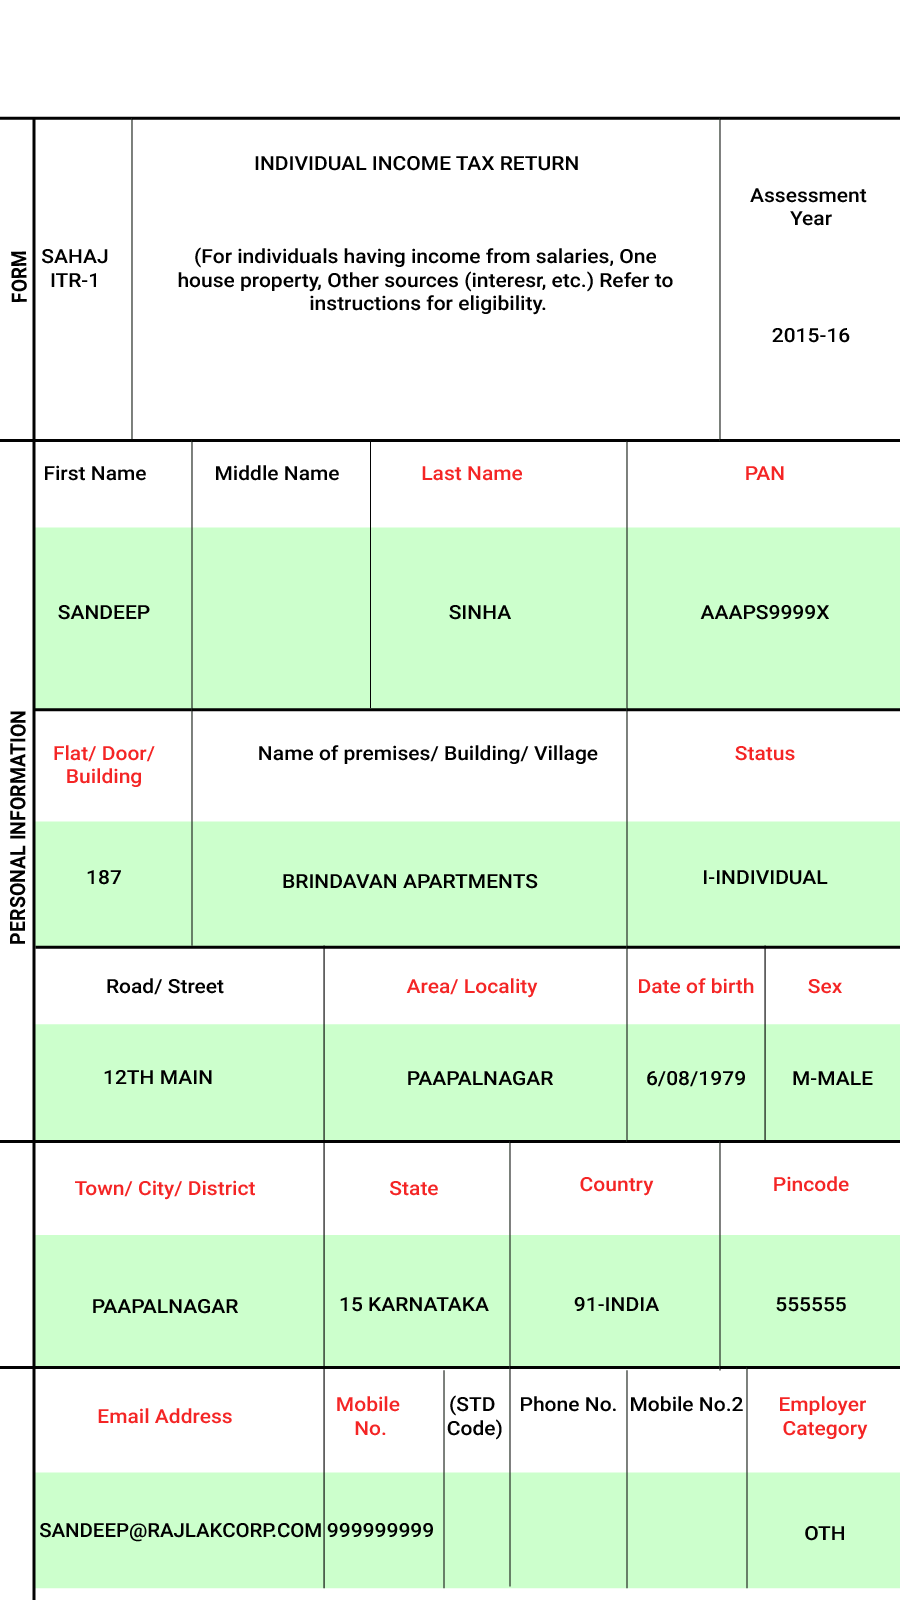 FORM
SAHAJ
ITR-1
INDIVIDUAL INCOME TAX RETURN
(For individuals having income from salaries, One
house property, Other sources (interesr, etc.) Refer to
instructions for eligibility.
Assessment
Year
2015-16
PERSONAL INFORMATION
First Name Middle Name Last Name PAN
SANDEEP SINHA AAAPS9999X
Flat/ Door/
Building
Name of premises/ Building/ Village
Status
187 BRINDAVAN APARTMENTS I-INDIVIDUAL
Road/ Street Area/ Locality Date of birth Sex
12TH MAIN PAAPALNAGAR 6/08/1979 M-MALE
Town/ City/ District State Country Pincode
PAAPALNAGAR 15 KARNATAKA 91-INDIA 555555
Email Address
Mobile
No.
(STD
Code)
Phone No.
Mobile No.2
Employer
Category
SANDEEP@RAJLAKCORP.COM 999999999 OTH